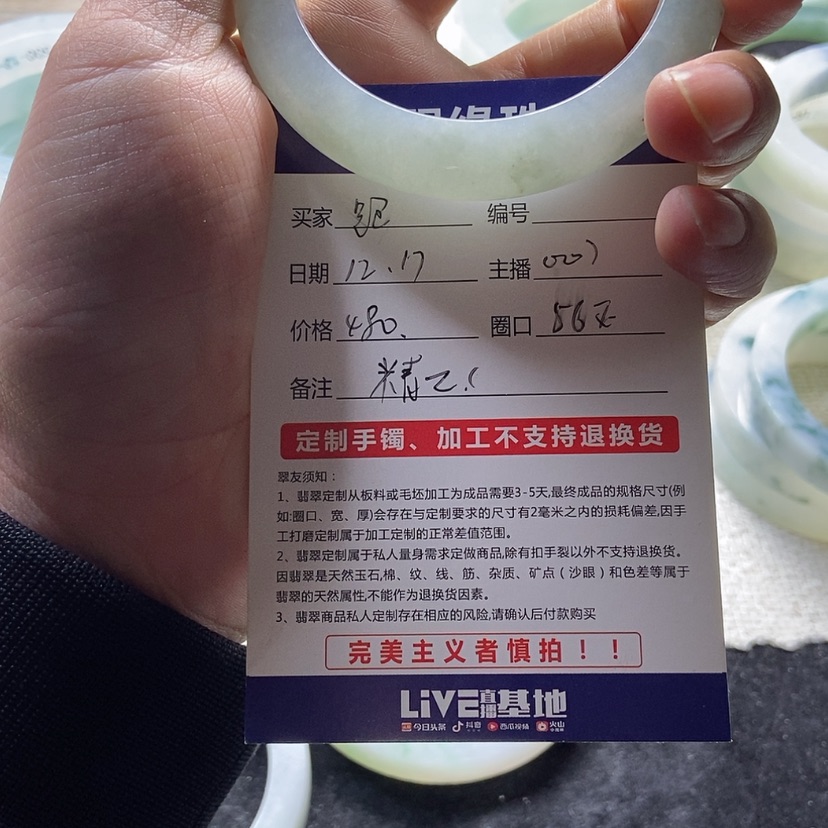 买家 编号
日期 12.17 主播 007
价格 480. 圈口 56
备注 精
定制手镯、加工不支持退换货
翠友须知：
1、翡翠定制从板料或毛坯加工为成品需要3-5天,最终成品的规格尺寸(例
如:圈口、宽、厚)会存在与定制要求的尺寸有2毫米之内的损耗偏差,因手
工打磨定制属于加工定制的正常差值范围。
2、翡翠定制属于私人量身需求定做商品,除有扣手裂以外不支持退换货。
因翡翠是天然玉石,棉、纹、线、筋、杂质、矿点（沙眼）和色差等属于
翡翠的天然属性,不能作为退换货因素。
3、翡翠商品私人定制存在相应的风险,请确认后付款购买
完美主义者慎拍！！
LiVE直播基地
今日头条 抖音 西瓜视频 火山